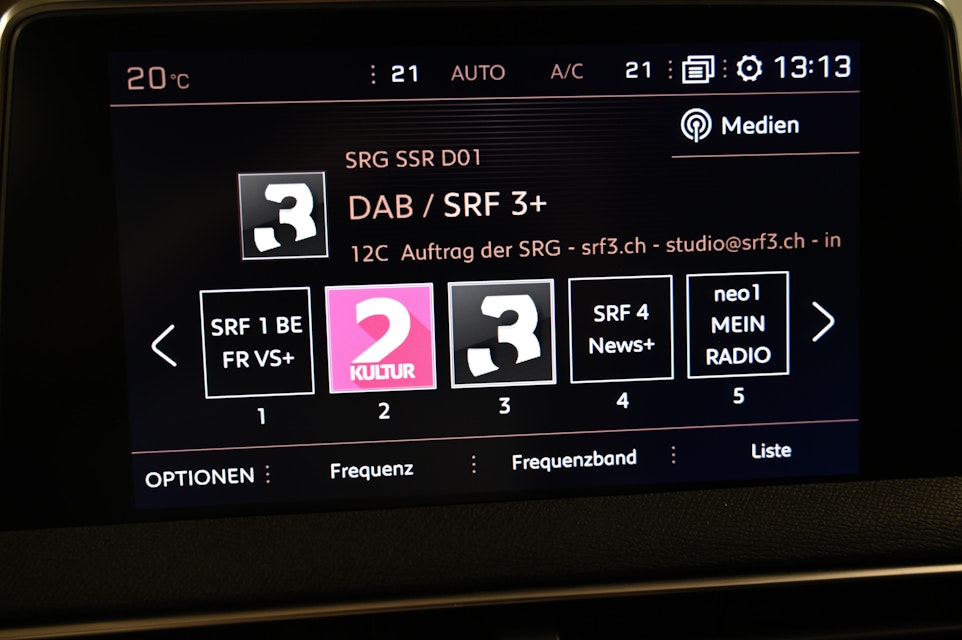 20°C 21 AUTO A/C 21 13:13
Medien
SRG SSR D01
3
DAB / SRF 3+
12C Auftrag der SRG - srf3.ch - studio@srf3.ch - in
SRF 1 BE
FR VS+
2
KULTUR
3
SRF 4
News+
neo1
MEIN
RADIO
1 2 3 4 5
OPTIONEN Frequenz Frequenzband Liste